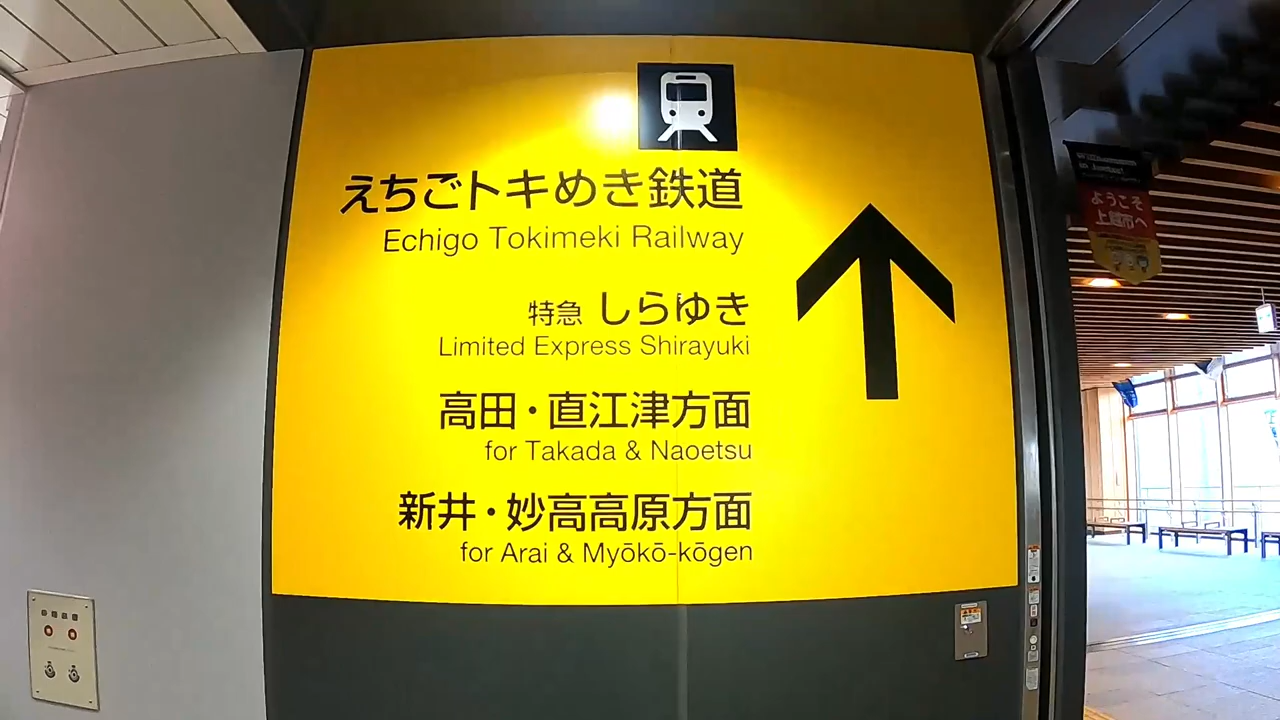 えちごトキめき鉄道
Echigo Tokimeki Railway
特急 しらゆき
Limited Express Shirayuki
高田・直江津方面
for Takada & Naoetsu
新井・妙高高原方面
for Arai & Myōkō-kōgen
ようこそ
上越市へ